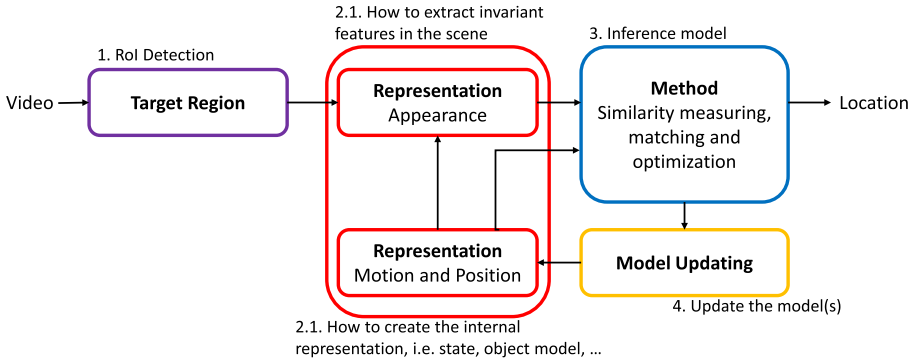 2.1. How to extract invariant
features in the scene
1. RoI Detection
3. Inference model
Video
Target Region
Representation
Appearance
Method
Similarity measuring,
matching and
optimization
Location
Representation
Motion and Position
Model Updating
4. Update the model(s)
2.1. How to create the internal
representation, i.e. state, object model, ...